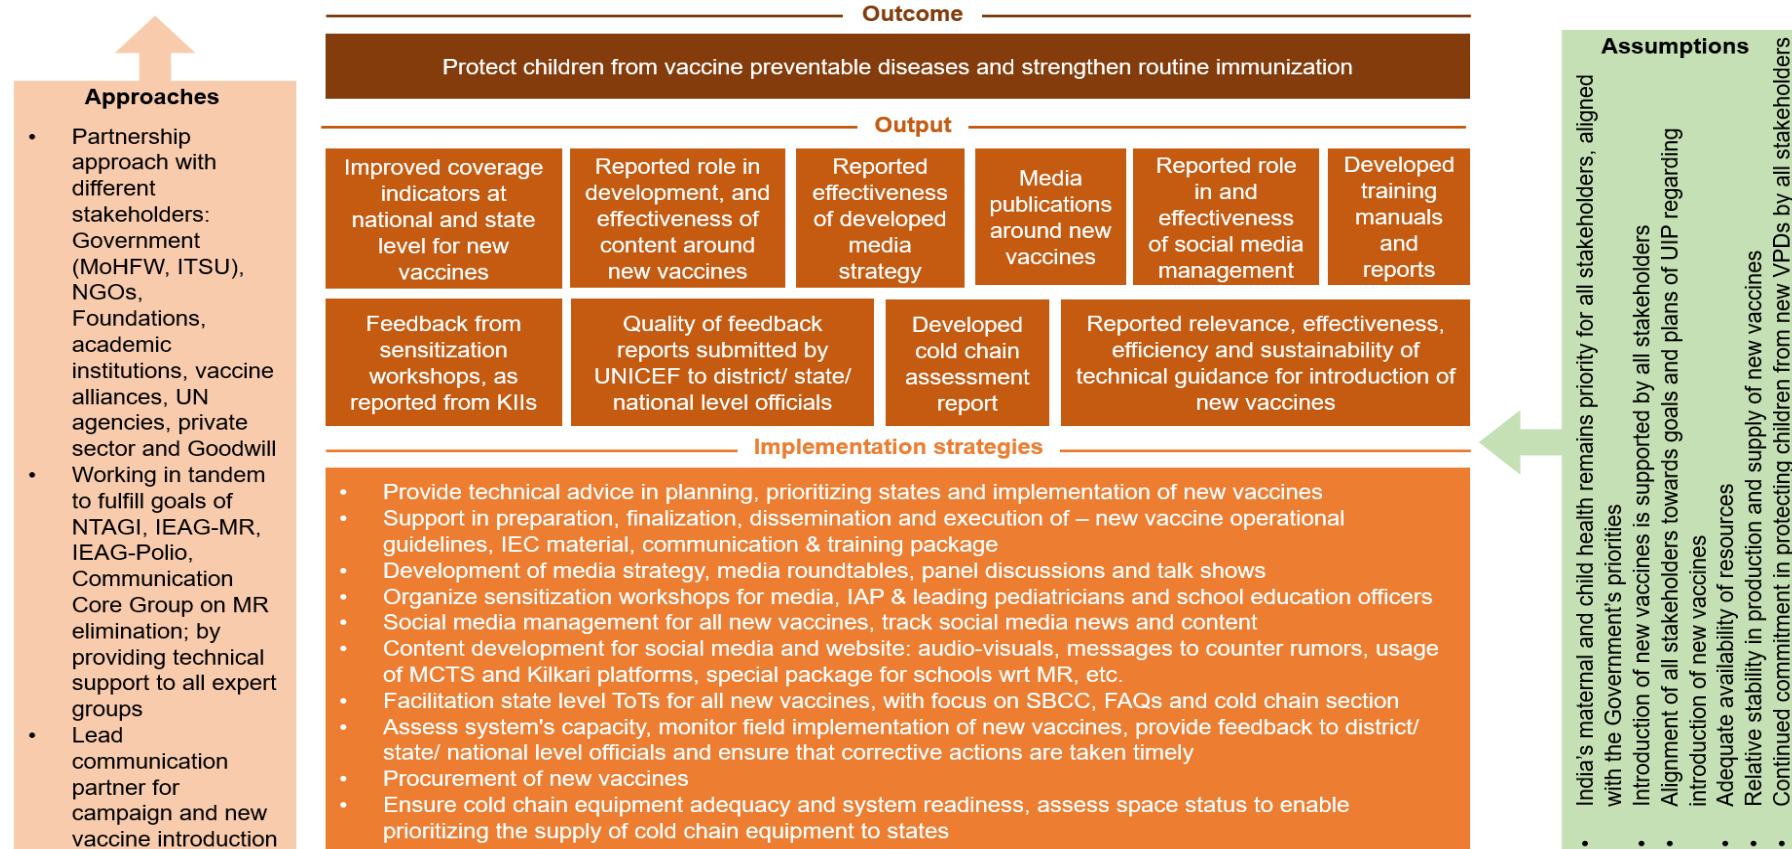 Outcome
Protect children from vaccine preventable diseases and strengthen routine immunization
Output
Improved coverage
indicators at
national and state
level for new
vaccines
Reported role in
development, and
effectiveness of
content around
new vaccines
Reported
effectiveness
of developed
media
strategy
Media
publications
around new
vaccines
Reported role
in and
effectiveness
of social media
management
Developed
training
manuals
and
reports
Feedback from
sensitization
workshops, as
reported from KIIs
Quality of feedback
reports submitted by
UNICEF to district/ state/
national level officials
Developed
cold chain
assessment
report
Reported relevance, effectiveness,
efficiency and sustainability of
technical guidance for introduction of
new vaccines
Implementation strategies
• Provide technical advice in planning, prioritizing states and implementation of new vaccines
• Support in preparation, finalization, dissemination and execution of – new vaccine operational
guidelines, IEC material, communication & training package
• Development of media strategy, media roundtables, panel discussions and talk shows
• Organize sensitization workshops for media, IAP & leading pediatricians and school education officers
• Social media management for all new vaccines, track social media news and content
• Content development for social media and website: audio-visuals, messages to counter rumors, usage
of MCTS and Kilkari platforms, special package for schools wrt MR, etc.
• Facilitation state level ToTs for all new vaccines, with focus on SBCC, FAQs and cold chain section
• Assess system's capacity, monitor field implementation of new vaccines, provide feedback to district/
state/ national level officials and ensure that corrective actions are taken timely
• Procurement of new vaccines
• Ensure cold chain equipment adequacy and system readiness, assess space status to enable
prioritizing the supply of cold chain equipment to states
Approaches
• Partnership
approach with
different
stakeholders:
Government
(MoHFW, ITSU),
NGOs,
Foundations,
academic
institutions, vaccine
alliances, UN
agencies, private
sector and Goodwill
• Working in tandem
to fulfill goals of
NTAGI, IEAG-MR,
IEAG-Polio,
Communication
Core Group on MR
elimination; by
providing technical
support to all expert
groups
• Lead
communication
partner for
campaign and new
vaccine introduction
Assumptions
• India's maternal and child health remains priority for all stakeholders, aligned
with the Government's priorities
• Introduction of new vaccines is supported by all stakeholders
• Alignment of all stakeholders towards goals and plans of UIP regarding
introduction of new vaccines
• Adequate availability of resources
• Relative stability in production and supply of new vaccines
• Continued commitment in protecting children from new VPDs by all stakeholders